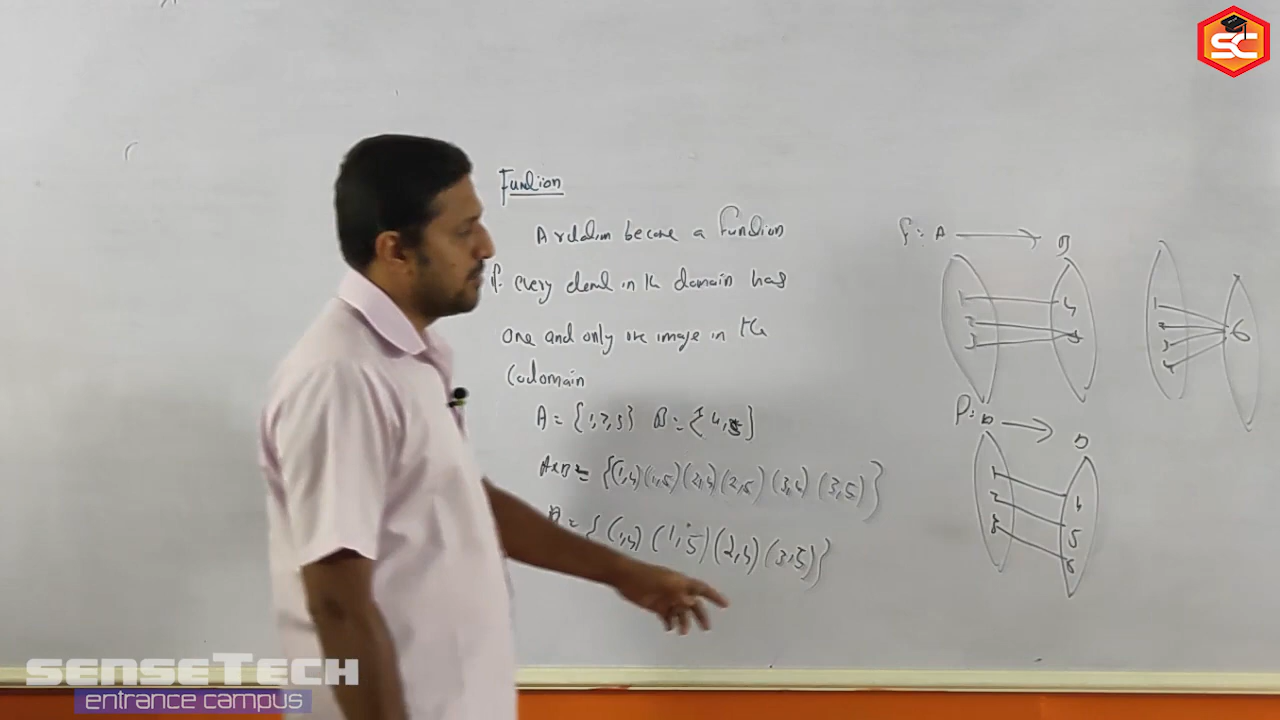 Function
A relation become a function
if every element in the domain has
one and only one image in the
Codomain
A = {1,2,3} B = {4,5}
A×B = {(1,4)(1,5)(2,4)(2,5)(3,4)(3,5)}
= {(1,4)(1,5)(2,4)(3,5)}
f: A → B
1
2
3
4
5
1
2
3
4
6
→ B
1
2
3
4
5
6
SC
SENSETECH
entrance campus